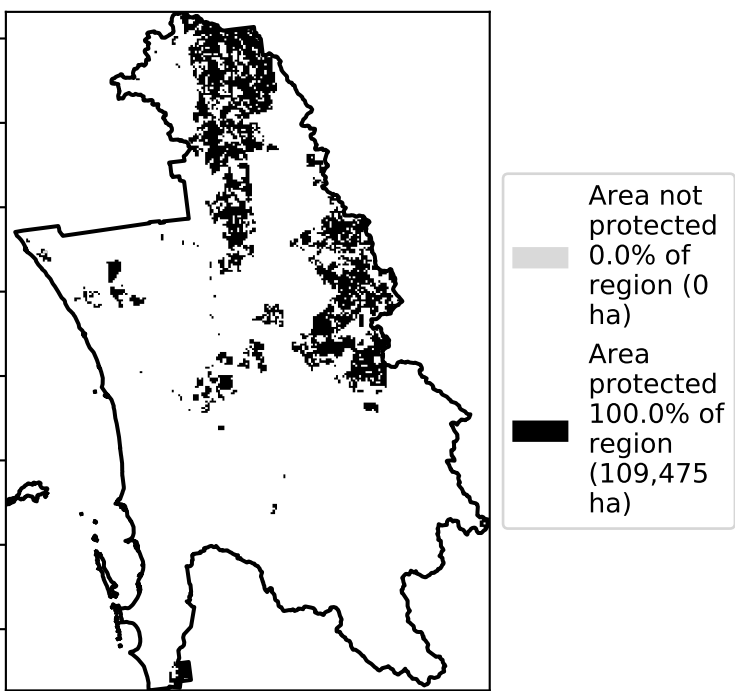 Area not
protected
0.0% of
region (0
ha)
Area
protected
100.0% of
region
(109,475
ha)